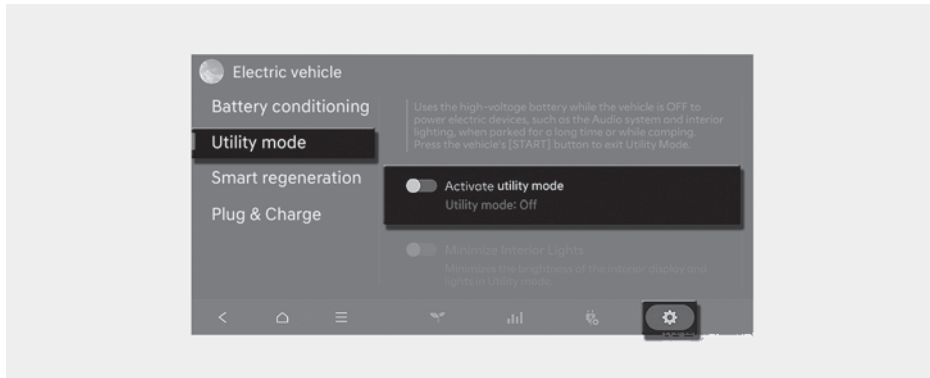 Electric vehicle
Battery conditioning
Utility mode
Smart regeneration
Plug & Charge
Uses the high-voltage battery while the vehicle is OFF to
power electric devices, such as the Audio system and interior
lighting, when parked for a long time or while camping.
Press the vehicle's [START] button to exit Utility Mode.
Activate utility mode
Utility mode: Off
Minimize Interior Lights
Minimizes the brightness of the interior display and
lights in Utility mode.